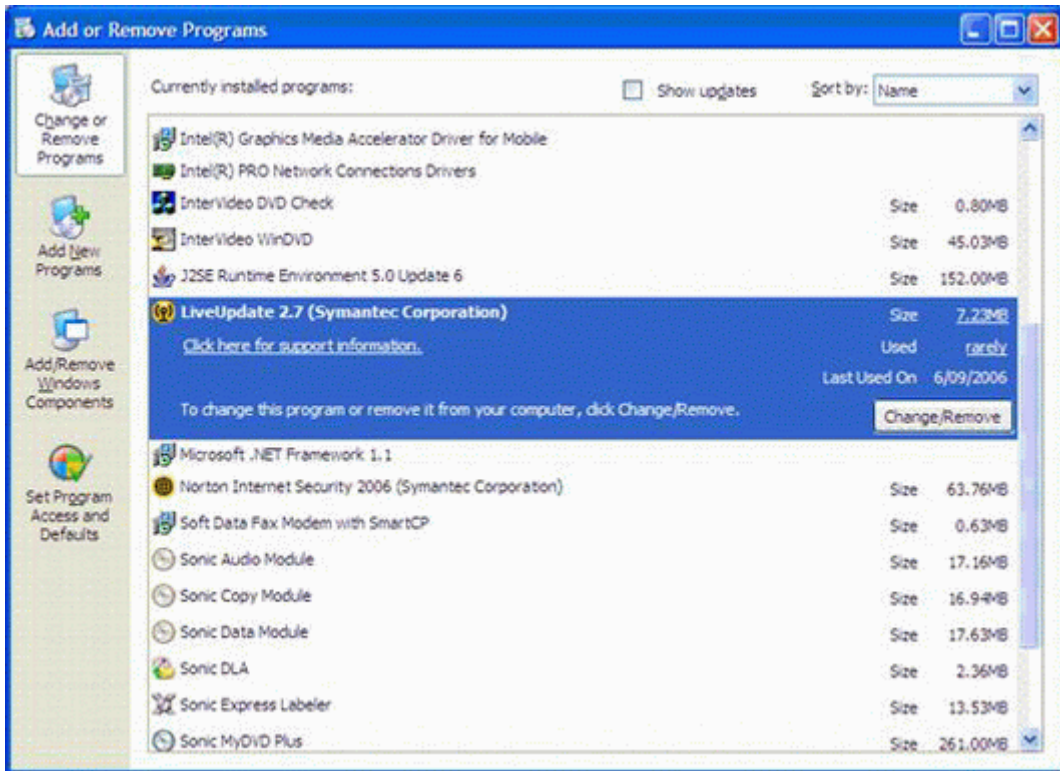 Add or Remove Programs
Change or
Remove
Programs
Add New
Programs
Add/Remove
Windows
Components
Set Program
Access and
Defaults
Currently installed programs:
Show updates
Sort by: Name
Intel(R) Graphics Media Accelerator Driver for Mobile
Intel(R) PRO Network Connections Drivers
InterVideo DVD Check Size 0.80MB
InterVideo WinDVD Size 45.03MB
J2SE Runtime Environment 5.0 Update 6 Size 152.00MB
LiveUpdate 2.7 (Symantec Corporation) Size 7.23MB
Click here for support information. Used rarely
Last Used On 6/09/2006
To change this program or remove it from your computer, click Change/Remove. Change/Remove
Microsoft .NET Framework 1.1
Norton Internet Security 2006 (Symantec Corporation) Size 63.76MB
Soft Data Fax Modem with SmartCP Size 0.63MB
Sonic Audio Module Size 17.16MB
Sonic Copy Module Size 16.94MB
Sonic Data Module Size 17.63MB
Sonic DLA Size 2.36MB
Sonic Express Labeler Size 13.53MB
Sonic MyDVD Plus Size 261.00MB